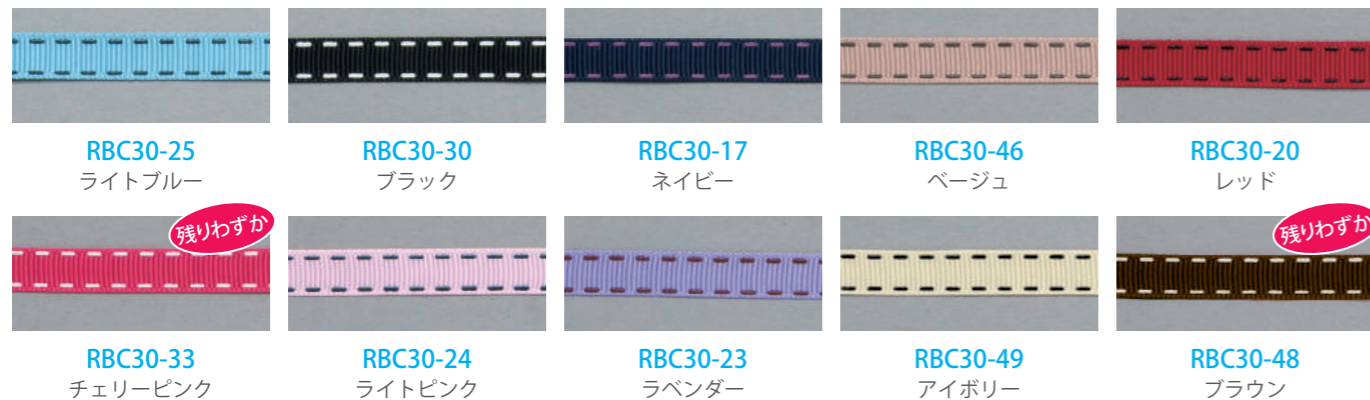 RBC30-25
ライトブルー
RBC30-30
ブラック
RBC30-17
ネイビー
RBC30-46
ベージュ
RBC30-20
レッド
残りわずか
RBC30-33
チェリーピンク
RBC30-24
ライトピンク
RBC30-23
ラベンダー
RBC30-49
アイボリー
残りわずか
RBC30-48
ブラウン